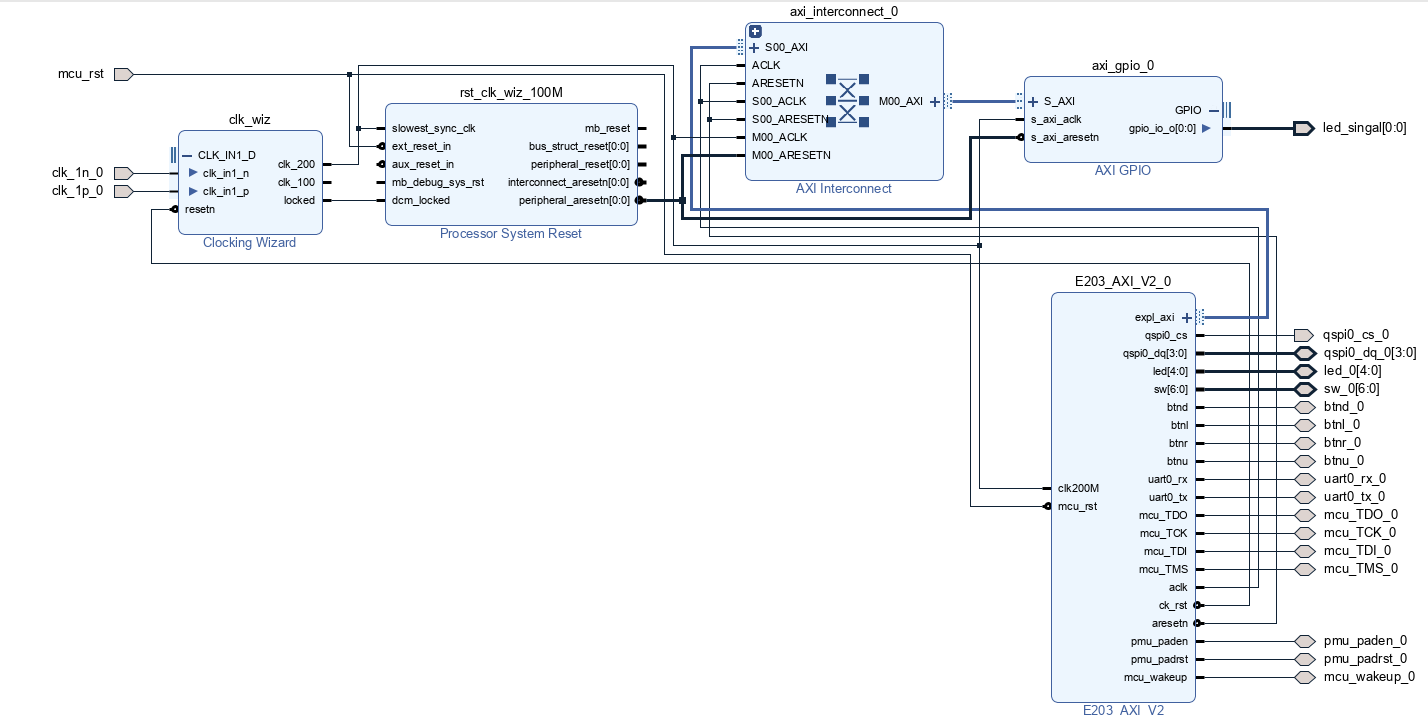 mcu_rst
clk_1n_0
clk_1p_0
clk_wiz
CLK_IN1_D
clk_in1_n
clk_in1_p
resetn
clk_200
clk_100
locked
Clocking Wizard
rst_clk_wiz_100M
slowest_sync_clk
ext_reset_in
aux_reset_in
mb_debug_sys_rst
dcm_locked
mb_reset
bus_struct_reset[0:0]
peripheral_reset[0:0]
interconnect_aresetn[0:0]
peripheral_aresetn[0:0]
Processor System Reset
axi_interconnect_0
S00_AXI
ACLK
ARESETN
S00_ACLK
S00_ARESETN
M00_ACLK
M00_ARESETN
M00_AXI
AXI Interconnect
axi_gpio_0
S_AXI
s_axi_aclk
s_axi_aresetn
GPIO
gpio_io_o[0:0]
AXI GPIO
led_singal[0:0]
E203_AXI_V2_0
clk200M
mcu_rst
expl_axi
qspi0_cs
qspi0_dq[3:0]
led[4:0]
sw[6:0]
btnd
btnl
btnr
btnu
uart0_rx
uart0_tx
mcu_TDO
mcu_TCK
mcu_TDI
mcu_TMS
aclk
ck_rst
aresetn
pmu_paden
pmu_padrst
mcu_wakeup
E203_AXI_V2
qspi0_cs_0
qspi0_dq_0[3:0]
led_0[4:0]
sw_0[6:0]
btnd_0
btnl_0
btnr_0
btnu_0
uart0_rx_0
uart0_tx_0
mcu_TDO_0
mcu_TCK_0
mcu_TDI_0
mcu_TMS_0
pmu_paden_0
pmu_padrst_0
mcu_wakeup_0